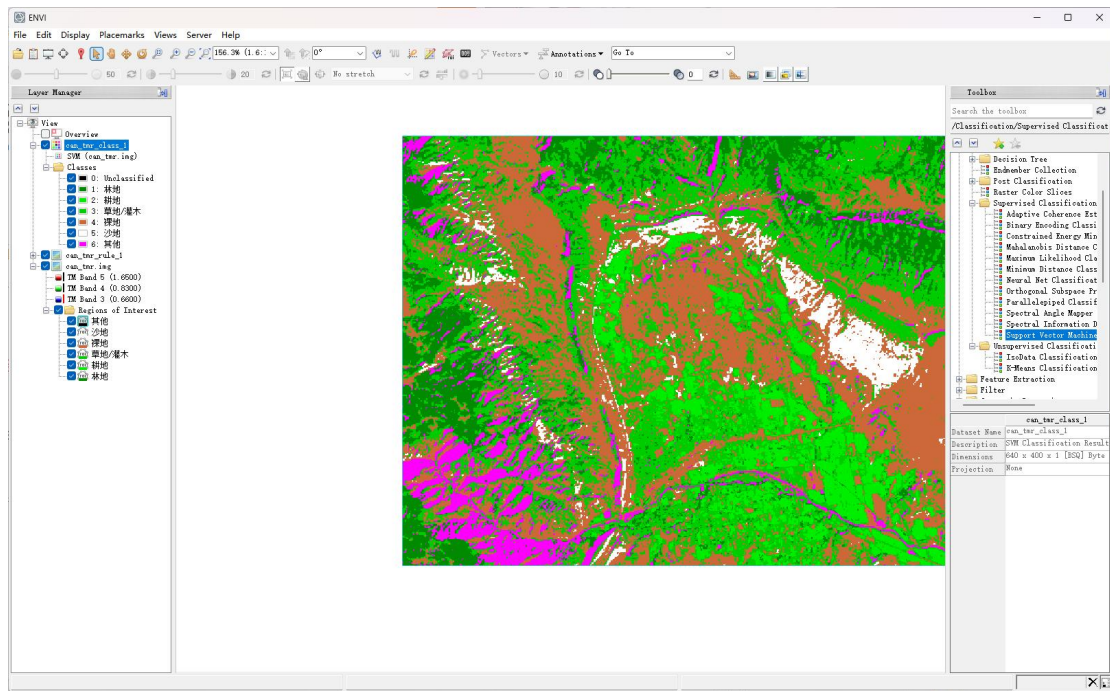 ENVI
File Edit Display Placemarks Views Server Help
156.3% (1.6: 0° Vectors Annotations Go To
50 20 No stretch 10 0
Layer Manager
View
Overview
can_tmr_class_1
SVM (can_tmr.img)
Classes
0: Unclassified
1: 林地
2: 耕地
3: 草地/灌木
4: 裸地
5: 沙地
6: 其他
can_tmr_rule_1
can_tmr.img
TM Band 5 (1.6500)
TM Band 4 (0.8300)
TM Band 3 (0.6600)
Regions of Interest
其他
沙地
裸地
草地/灌木
耕地
林地
Toolbox
Search the toolbox
/Classification/Supervised Classificat
Decision Tree
Endmember Collection
Post Classification
Raster Color Slices
Supervised Classification
Adaptive Coherence Est
Binary Encoding Classi
Constrained Energy Min
Mahalanobis Distance C
Maximum Likelihood Cla
Minimum Distance Class
Neural Net Classificat
Orthogonal Subspace Pr
Parallelepiped Classif
Spectral Angle Mapper
Spectral Information D
Support Vector Machine
Unsupervised Classificati
IsoData Classification
K-Means Classification
Feature Extraction
Filter
can_tmr_class_1
Dataset Name can_tmr_class_1
Description SVM Classification Result
Dimensions 640 x 400 x 1 [BSQ] Byte
Projection None